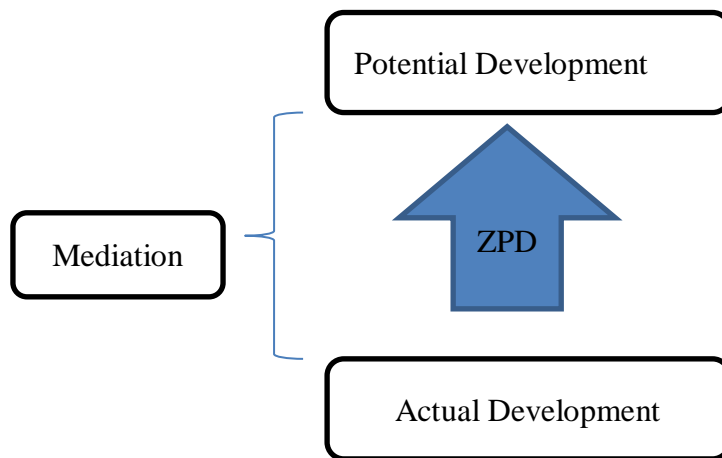 Potential Development
ZPD
Mediation
Actual Development